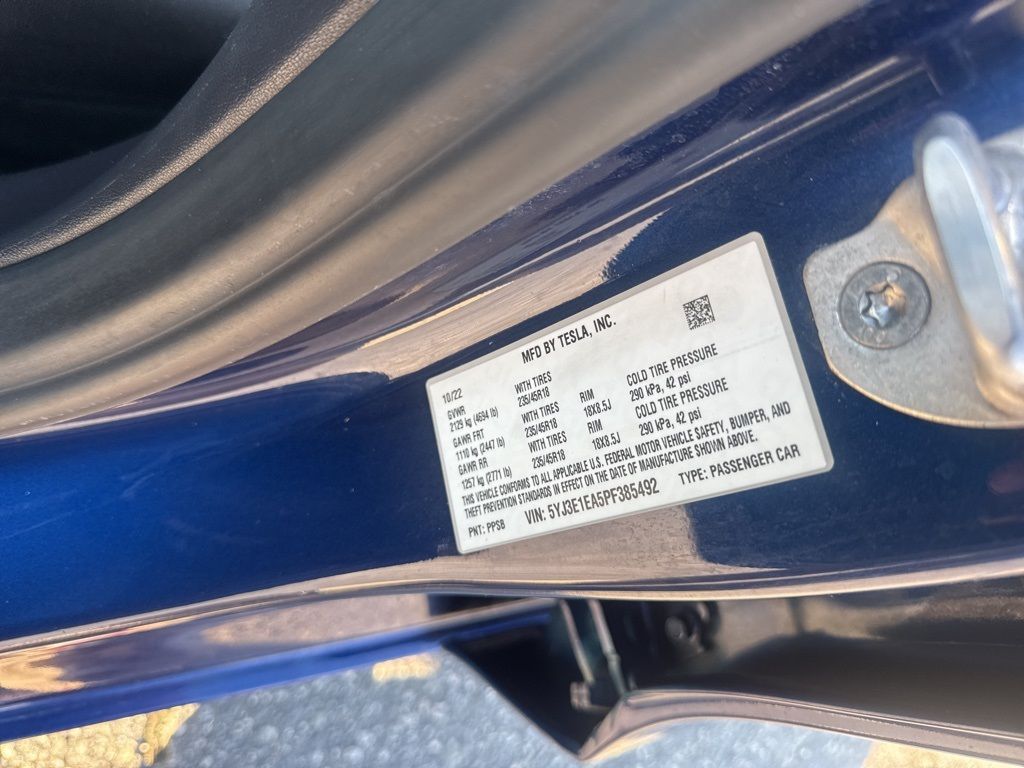 MFD BY TESLA, INC.
10/22
GVWR WITH TIRES
2129 kg (4694 lb) 235/45R18 RIM COLD TIRE PRESSURE
GAWR FRT WITH TIRES 18X8.5J 290 kPa, 42 psi
1110 kg (2447 lb) 235/45R18 RIM COLD TIRE PRESSURE
GAWR RR WITH TIRES 18X8.5J 290 kPa, 42 psi
1257 kg (2771 lb) 235/45R18
THIS VEHICLE CONFORMS TO ALL APPLICABLE U.S. FEDERAL MOTOR VEHICLE SAFETY, BUMPER, AND
THEFT PREVENTION STANDARDS IN EFFECT ON THE DATE OF MANUFACTURE SHOWN ABOVE.
PNT: PPSB VIN: 5YJ3E1EA5PF385492 TYPE: PASSENGER CAR